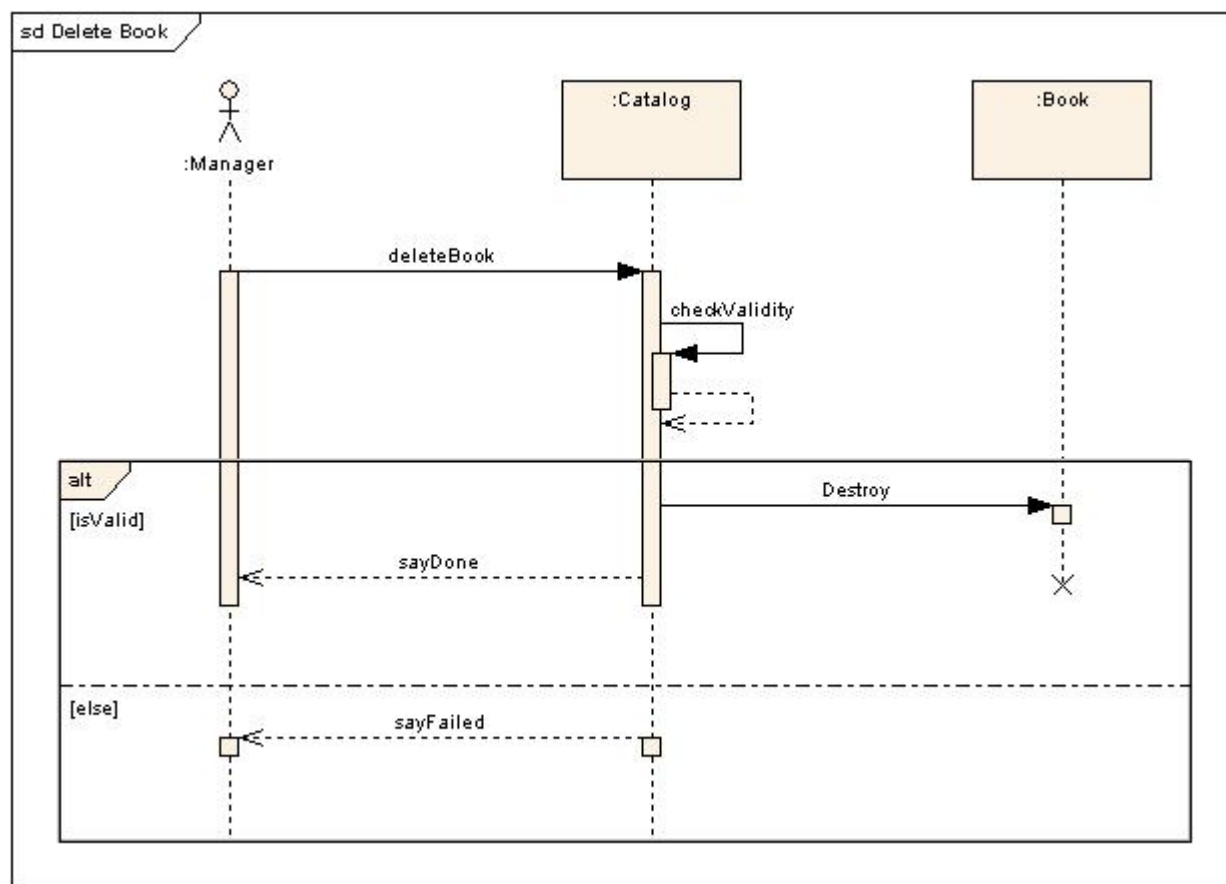 sd Delete Book
:Manager
:Catalog
:Book
deleteBook
checkValidity
alt
[isValid]
Destroy
sayDone
[else]
sayFailed